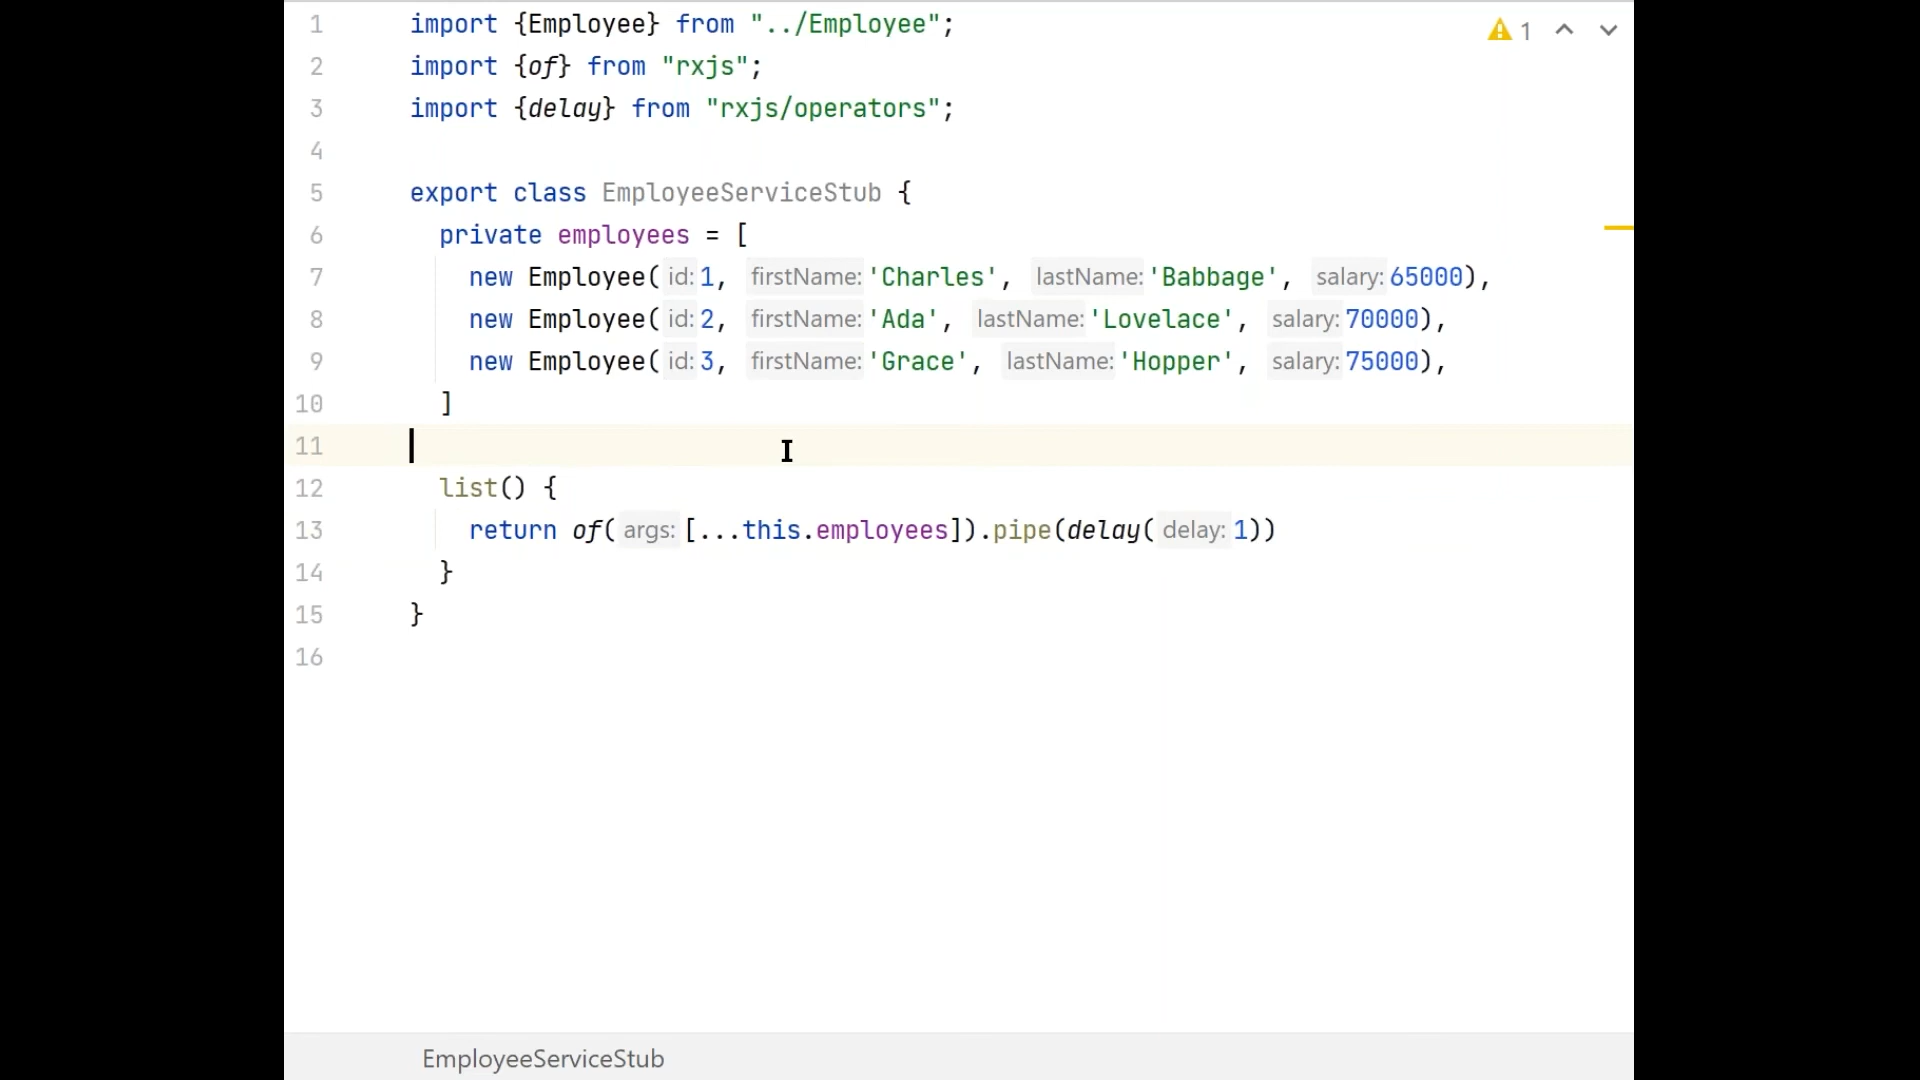 1 import {Employee} from "../Employee";
2 import {of} from "rxjs";
3 import {delay} from "rxjs/operators";
4
5 export class EmployeeServiceStub {
6 private employees = [
7 new Employee( id: 1, firstName: 'Charles', lastName: 'Babbage', salary: 65000),
8 new Employee( id: 2, firstName: 'Ada', lastName: 'Lovelace', salary: 70000),
9 new Employee( id: 3, firstName: 'Grace', lastName: 'Hopper', salary: 75000),
10 ]
11
12 list() {
13 return of( args: [...this.employees]).pipe(delay( delay: 1))
14 }
15 }
16
1
EmployeeServiceStub